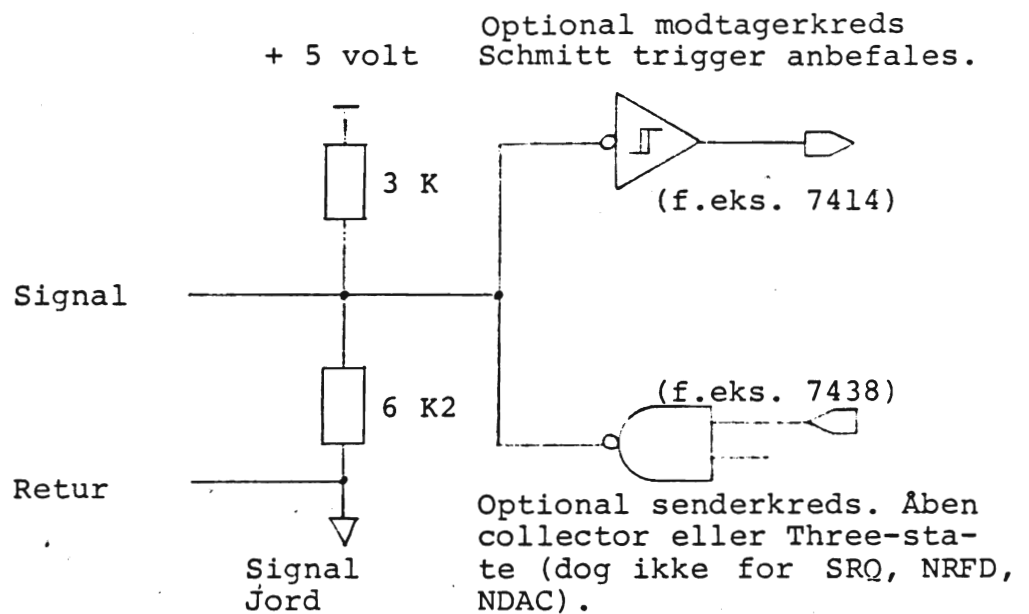 Optional modtagerkreds
+ 5 volt
Schmitt trigger anbefales.
3 K
(f.eks. 7414)
Signal
6 K2
(f.eks. 7438)
Retur
Optional senderkreds. Åben
collector eller Three-sta-
te (dog ikke for SRQ, NRFD,
NDAC).
Signal
Jord